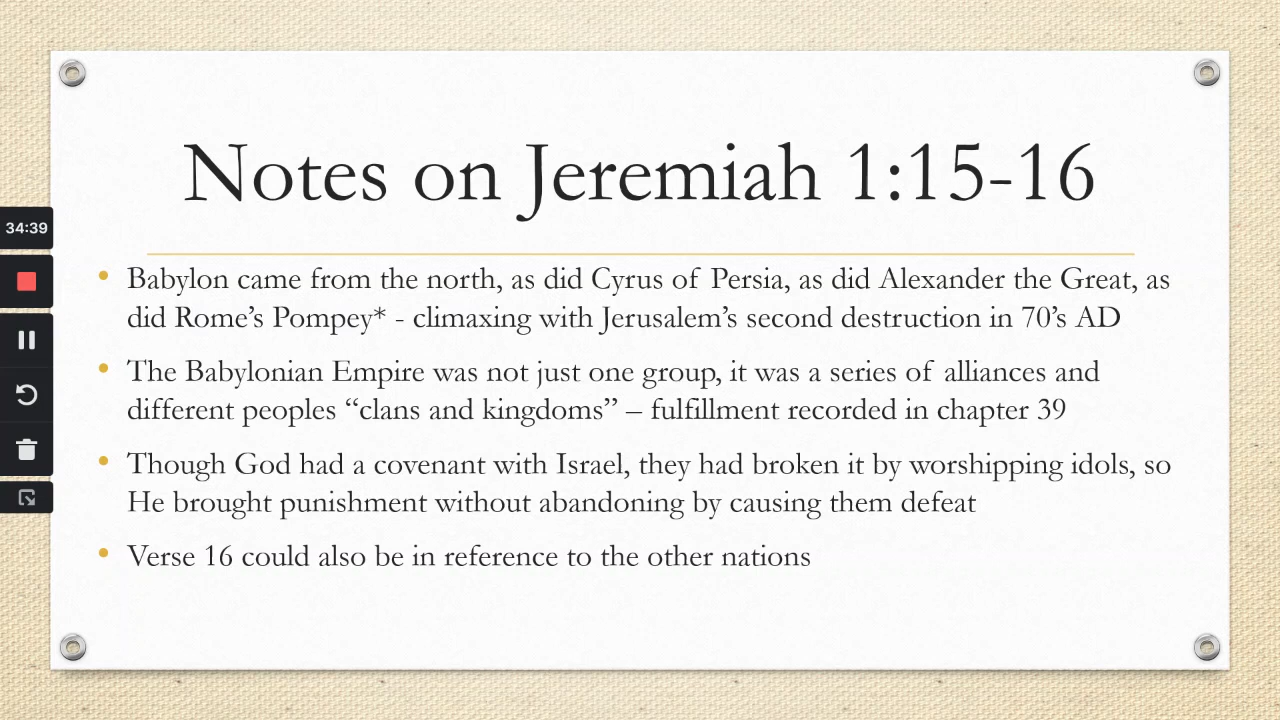 Notes on Jeremiah 1:15-16
34:39
Babylon came from the north, as did Cyrus of Persia, as did Alexander the Great, as
did Rome’s Pompey* - climaxing with Jerusalem’s second destruction in 70’s AD
The Babylonian Empire was not just one group, it was a series of alliances and
different peoples “clans and kingdoms” – fulfillment recorded in chapter 39
Though God had a covenant with Israel, they had broken it by worshipping idols, so
He brought punishment without abandoning by causing them defeat
Verse 16 could also be in reference to the other nations